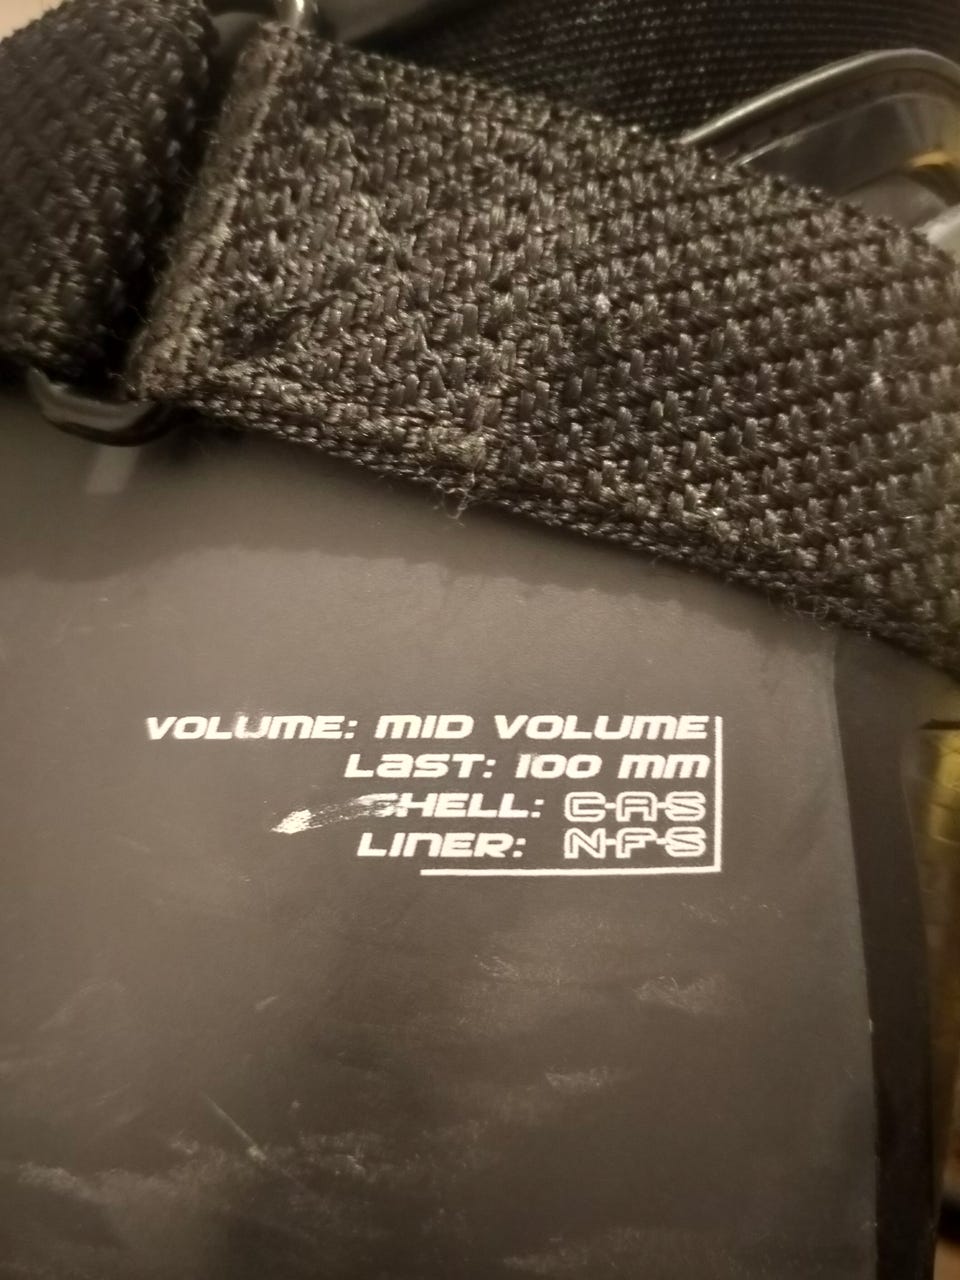 VOLUME: MID VOLUME
LAST: 100 MM
SHELL: C-A-S
LINER: N-F-S